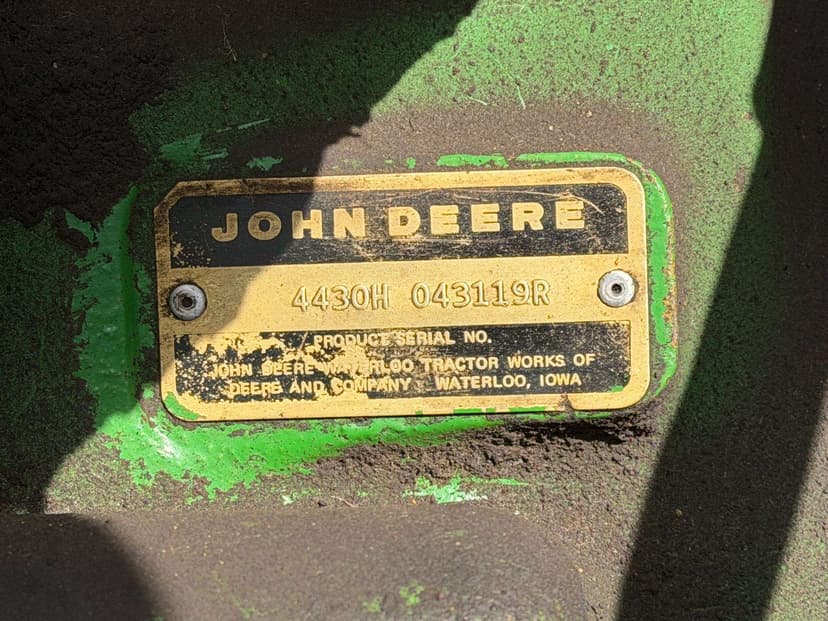 JOHN DEERE
4430H 043119R
PRODUCT SERIAL NO.
JOHN DEERE WATERLOO TRACTOR WORKS OF
DEERE AND COMPANY WATERLOO, IOWA